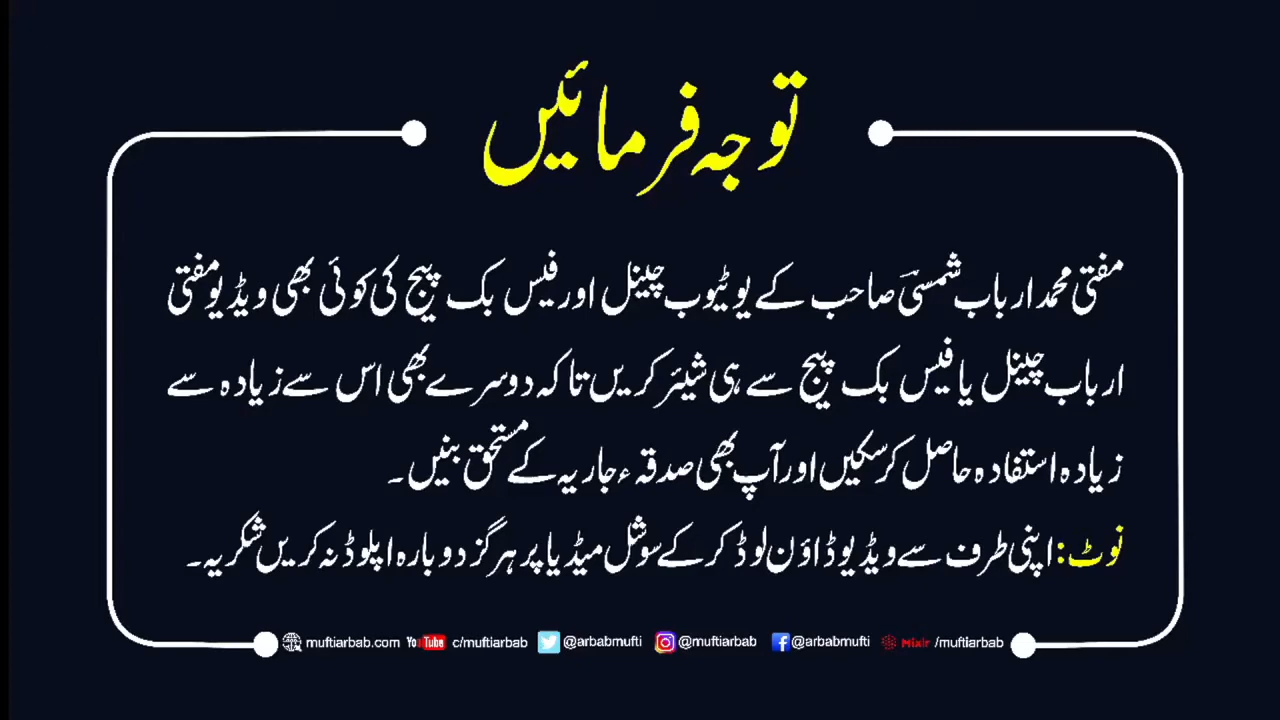 توجہ فرمائیں
مفتی محمد ارباب شمسیؔ صاحب کے یوٹیوب چینل اور فیس بک پیج کی کوئی بھی ویڈیو مفتی
ارباب چینل یا فیس بک پیج سے ہی شیئر کریں تاکہ دوسرے بھی اس سے زیادہ سے
زیادہ استفادہ حاصل کر سکیں اور آپ بھی صدقہء جاریہ کے مستحق بنیں۔
نوٹ: اپنی طرف سے ویڈیو ڈاؤن لوڈ کر کے سوشل میڈیا پر ہرگز دوبارہ اپلوڈ نہ کریں شکریہ۔
muftiarbab.com YouTube c/muftiarbab @arbabmufti @muftiarbab @arbabmufti Mixlr /muftiarbab